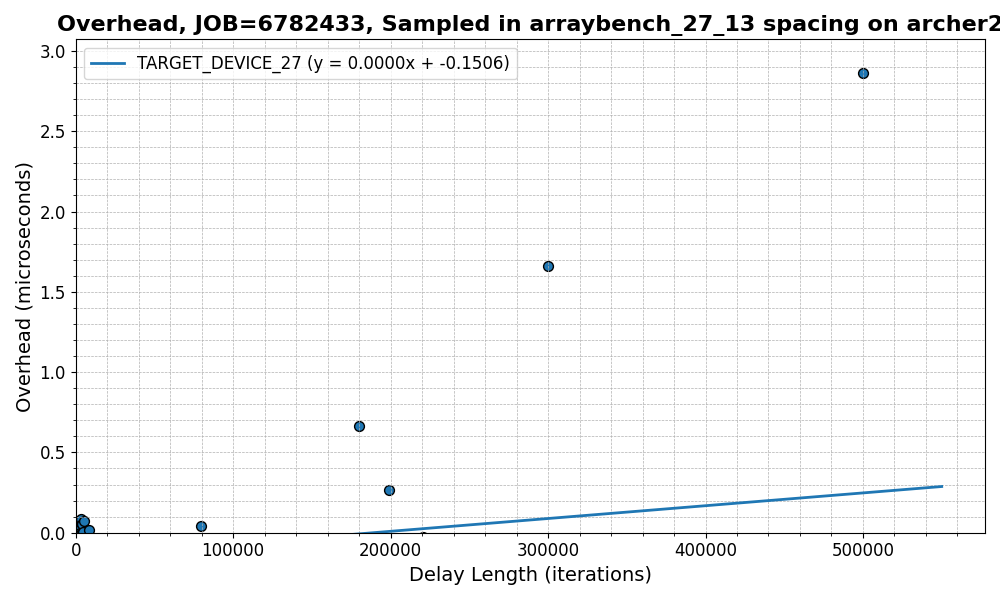 Overhead, JOB=6782433, Sampled in arraybench_27_13 spacing on archer2
TARGET_DEVICE_27 (y = 0.0000x + -0.1506)
Overhead (microseconds)
3.0
2.5
2.0
1.5
1.0
0.5
0.0
0 100000 200000 300000 400000 500000
Delay Length (iterations)